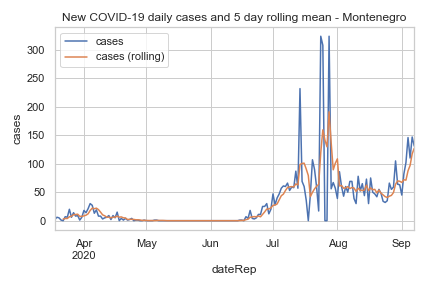 New COVID-19 daily cases and 5 day rolling mean - Montenegro
cases
cases (rolling)
300
250
200
150
100
50
0
cases
Apr
2020
May
Jun
Jul
Aug
Sep
dateRep